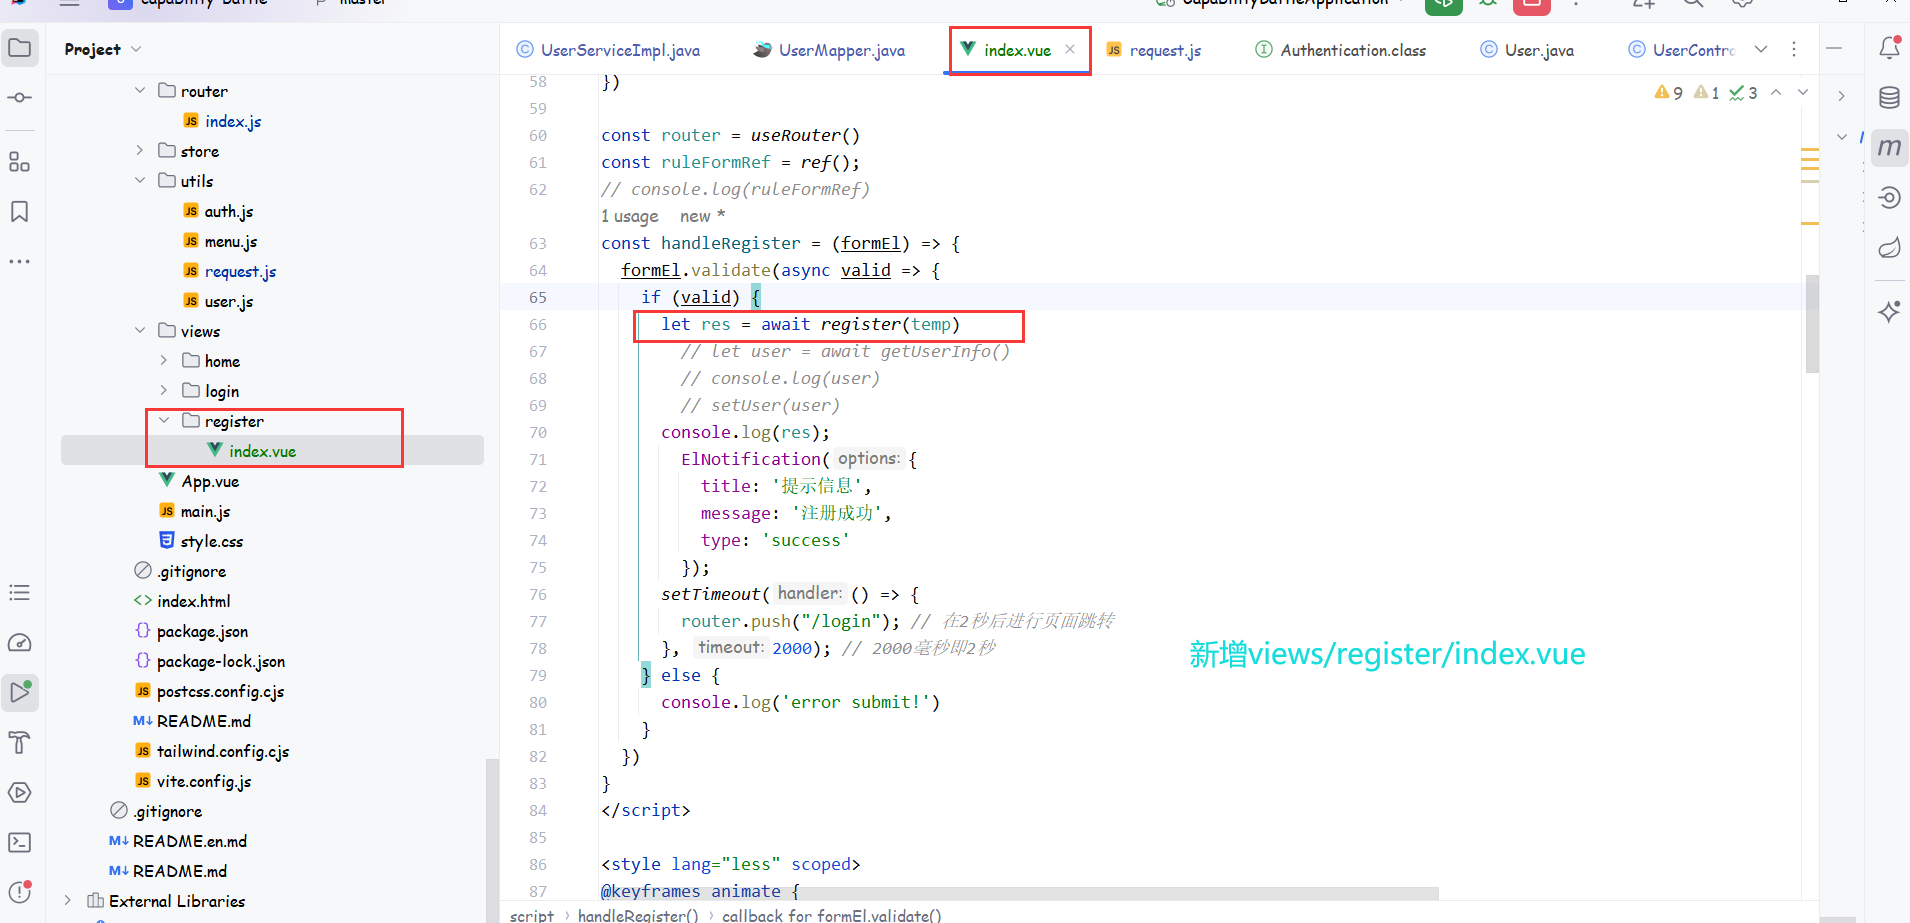 capability-battle
master
CapabilityBattleApplication
Project
router
index.js
store
utils
auth.js
menu.js
request.js
user.js
views
home
login
register
index.vue
App.vue
main.js
style.css
.gitignore
index.html
package.json
package-lock.json
postcss.config.cjs
README.md
tailwind.config.cjs
vite.config.js
.gitignore
README.en.md
README.md
External Libraries
UserServiceImpl.java
UserMapper.java
index.vue
request.js
Authentication.class
User.java
UserContro
9 1 3
58 })
59
60 const router = useRouter()
61 const ruleFormRef = ref();
62 // console.log(ruleFormRef)
1 usage new *
63 const handleRegister = (formEl) => {
64 formEl.validate(async valid => {
65 if (valid) {
66 let res = await register(temp)
67 // let user = await getUserInfo()
68 // console.log(user)
69 // setUser(user)
70 console.log(res);
71 ElNotification( options: {
72 title: '提示信息',
73 message: '注册成功',
74 type: 'success'
75 });
76 setTimeout( handler: () => {
77 router.push("/login"); // 在2秒后进行页面跳转
78 }, timeout: 2000); // 2000毫秒即2秒
79 } else {
80 console.log('error submit!')
81 }
82 })
83 }
84 </script>
85
86 <style lang="less" scoped>
87 @keyframes animate {
新增views/register/index.vue
script › handleRegister() › callback for formEl.validate()